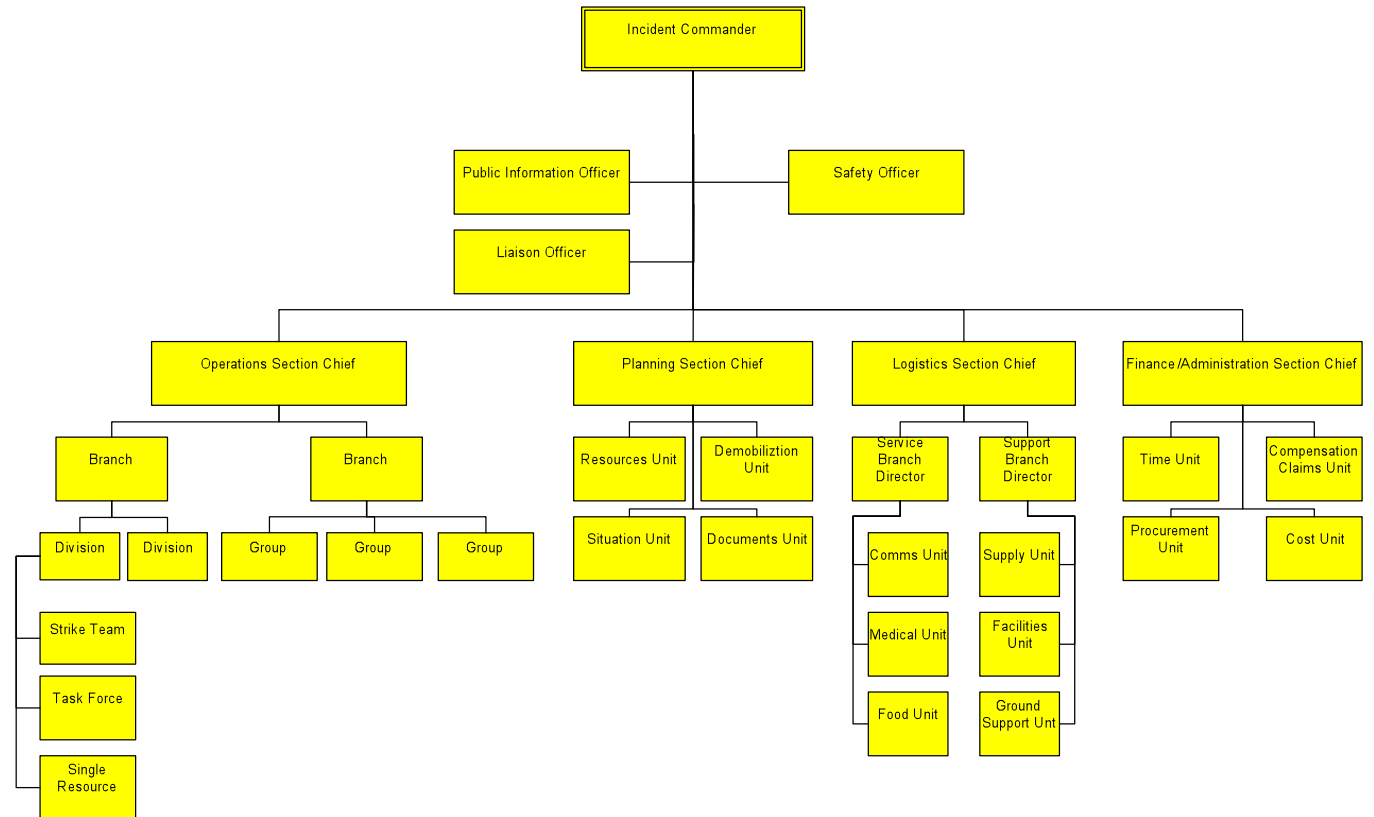 Incident Commander
Public Information Officer
Safety Officer
Liaison Officer
Operations Section Chief
Planning Section Chief
Logistics Section Chief
Finance/Administration Section Chief
Branch
Branch
Resources Unit
Demobiliztion
Unit
Service
Branch
Director
Support
Branch
Director
Time Unit
Compensation
Claims Unit
Division
Division
Group
Group
Group
Situation Unit
Documents Unit
Comms Unit
Supply Unit
Procurement
Unit
Cost Unit
Strike Team
Medical Unit
Facilities
Unit
Task Force
Food Unit
Ground
Support Unt
Single
Resource